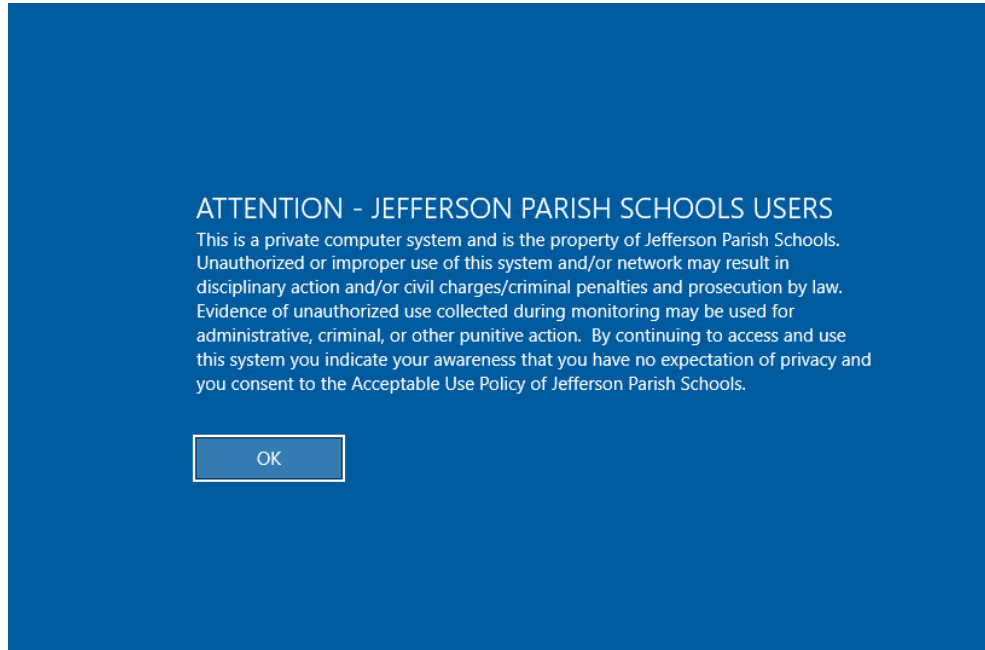 ATTENTION - JEFFERSON PARISH SCHOOLS USERS
This is a private computer system and is the property of Jefferson Parish Schools.
Unauthorized or improper use of this system and/or network may result in
disciplinary action and/or civil charges/criminal penalties and prosecution by law.
Evidence of unauthorized use collected during monitoring may be used for
administrative, criminal, or other punitive action.  By continuing to access and use
this system you indicate your awareness that you have no expectation of privacy and
you consent to the Acceptable Use Policy of Jefferson Parish Schools.
OK